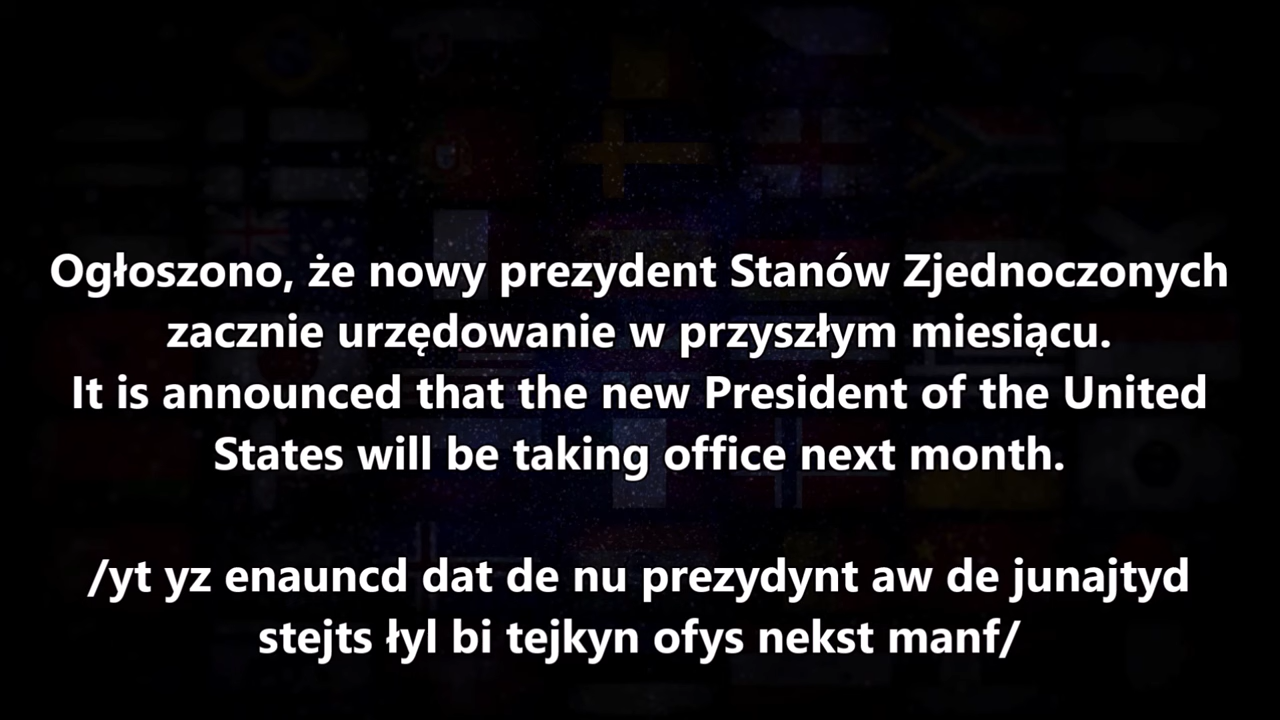 Ogłoszono, że nowy prezydent Stanów Zjednoczonych
zacznie urzędowanie w przyszłym miesiącu.
It is announced that the new President of the United
States will be taking office next month.
/yt yz enauncd dat de nu prezydynt aw de junajtyd
stejts łyl bi tejkyn ofys nekst manf/